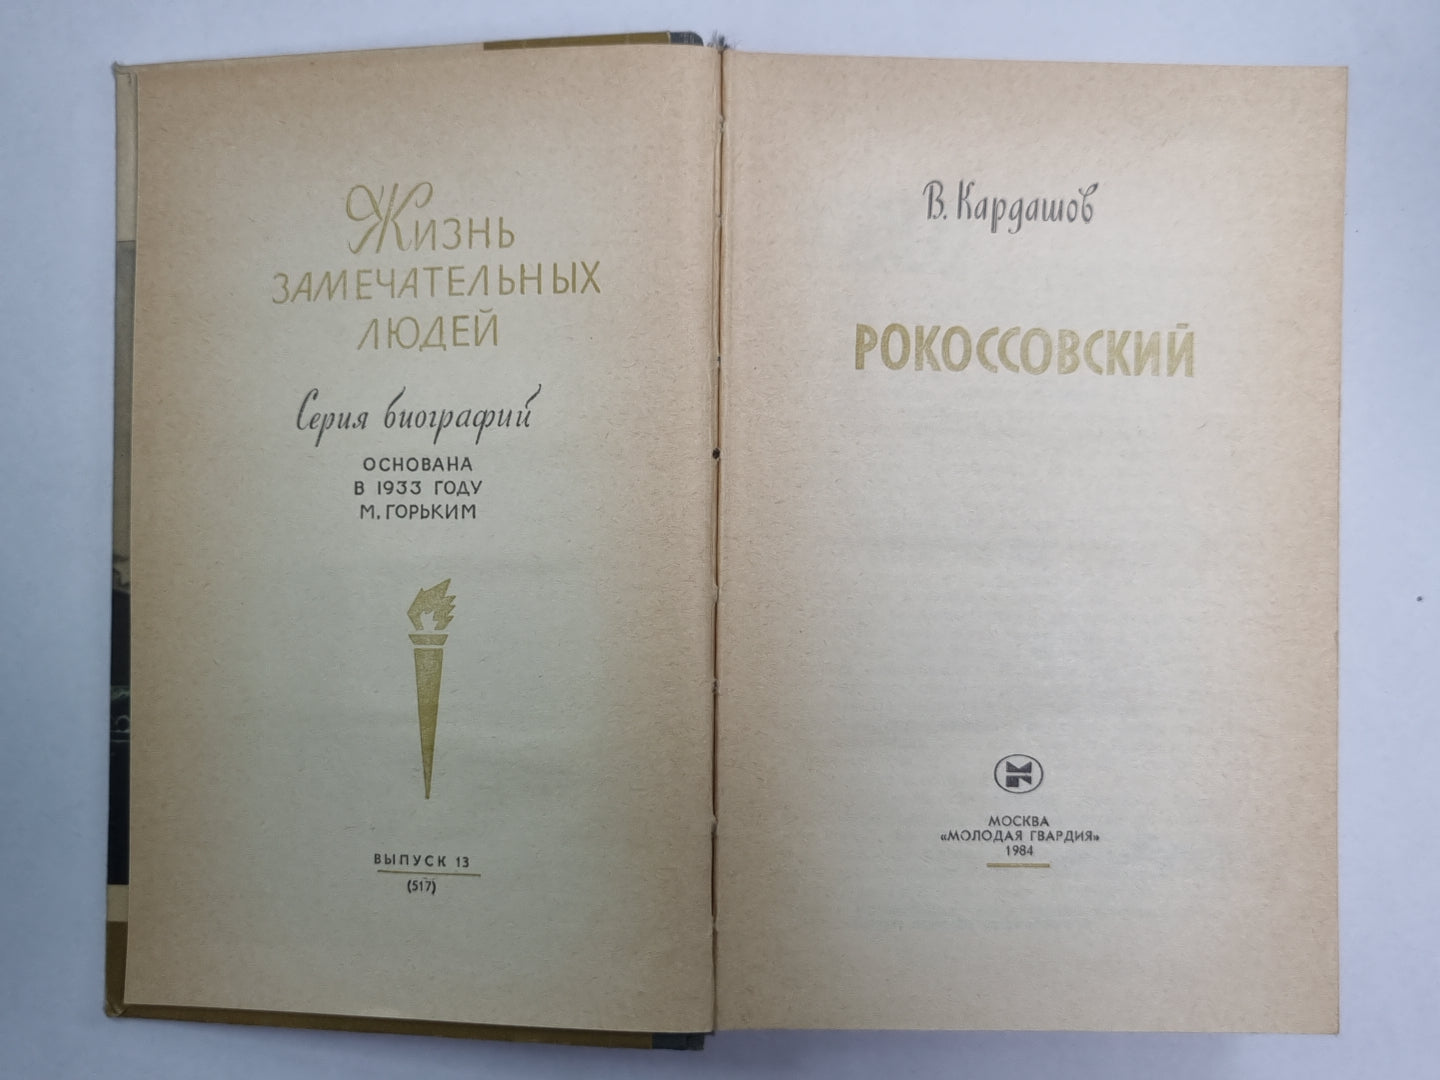 Жизнь
ЗАМЕЧАТЕЛЬНЫХ
ЛЮДЕЙ
Серия биографий
ОСНОВАНА
В 1933 ГОДУ
М. ГОРЬКИМ
ВЫПУСК 13
(517)
В. Кардашов
РОКОССОВСКИЙ
МОСКВА
«МОЛОДАЯ ГВАРДИЯ»
1984